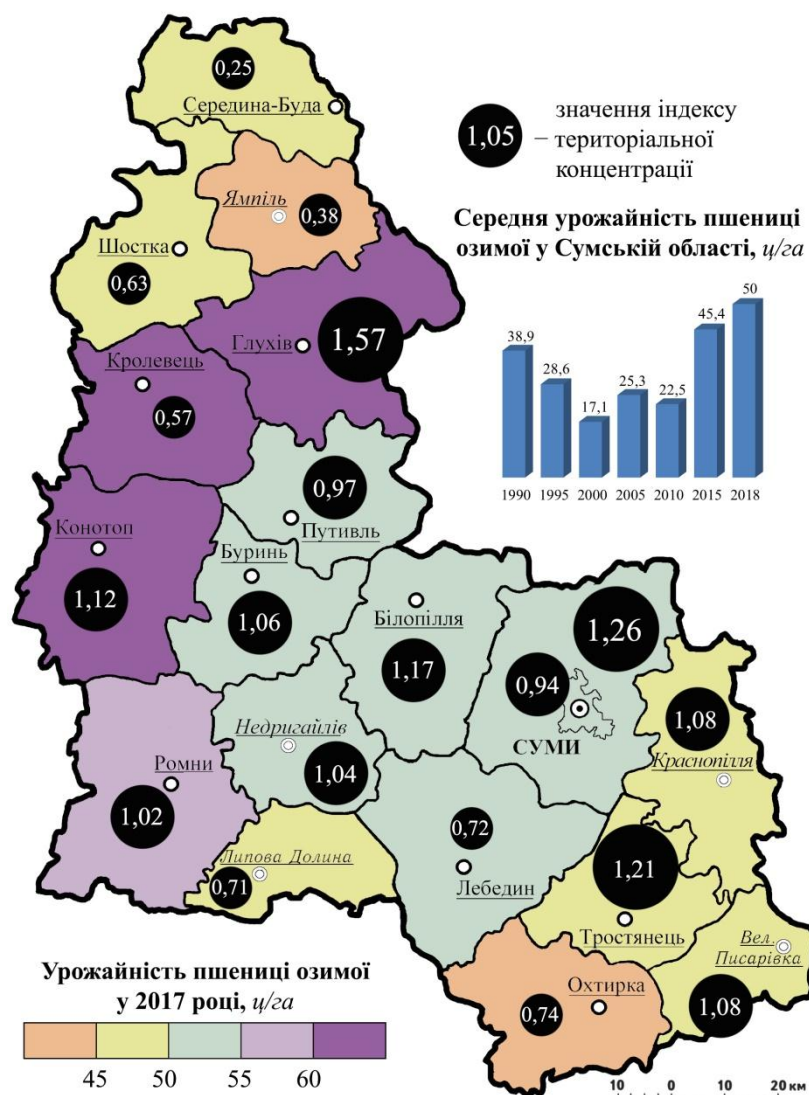 0,25
Середина-Буда
1,05
– значення індексу
територіальної
концентрації
Ямпіль
0,38
Шостка
0,63
Середня урожайність пшениці
озимої у Сумській області, ц/га
38,9
28,6
17,1
25,3
22,5
45,4
50
1990
1995
2000
2005
2010
2015
2018
Глухів
1,57
Кролевець
0,57
0,97
Путивль
Конотоп
1,12
Буринь
1,06
Білопілля
1,17
1,26
0,94
СУМИ
1,08
Краснопілля
Недригайлів
1,04
Ромни
1,02
0,72
Лебедин
Липова Долина
0,71
1,21
Тростянець
Вел.
Писарівка
1,08
Охтирка
0,74
Урожайність пшениці озимої
у 2017 році, ц/га
45
50
55
60
10
0
10
20 км